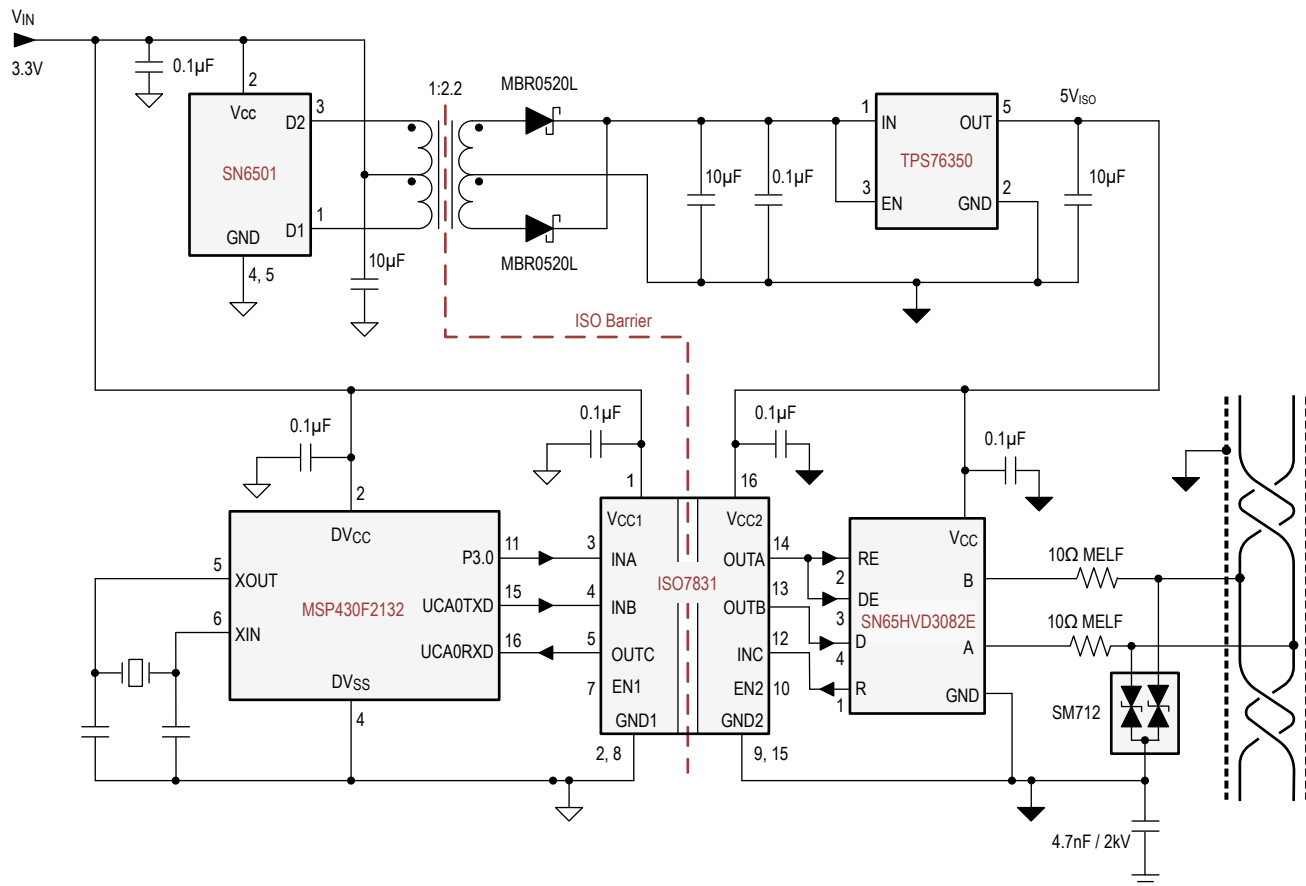 VIN
3.3V
0.1µF
2
Vcc
D2
3
SN6501
D1
1
GND
4, 5
10µF
1:2.2
MBR0520L
MBR0520L
10µF
0.1µF
1
IN
OUT
5
TPS76350
3
EN
GND
2
5VISO
10µF
ISO Barrier
0.1µF
2
DVCC
5
XOUT
6
XIN
MSP430F2132
P3.0
11
UCA0TXD
15
UCA0RXD
16
DVSS
4
0.1µF
1
VCC1
3
INA
4
INB
5
OUTC
7
EN1
GND1
2, 8
ISO7831
0.1µF
16
VCC2
OUTA
14
OUTB
13
INC
12
EN2
10
GND2
9, 15
0.1µF
VCC
RE
2
DE
3
SN65HVD3082E
D
4
R
1
B
A
GND
10Ω MELF
10Ω MELF
SM712
4.7nF / 2kV